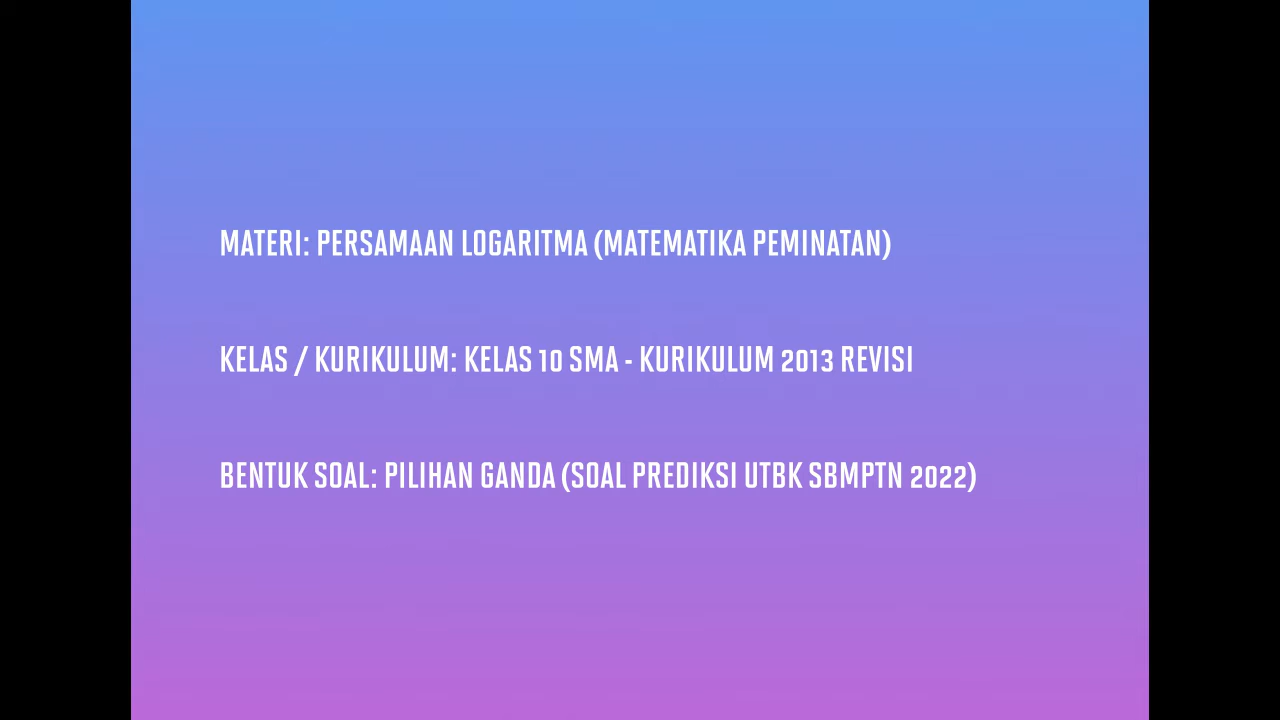 MATERI: PERSAMAAN LOGARITMA (MATEMATIKA PEMINATAN)
KELAS / KURIKULUM: KELAS 10 SMA - KURIKULUM 2013 REVISI
BENTUK SOAL: PILIHAN GANDA (SOAL PREDIKSI UTBK SBMPTN 2022)